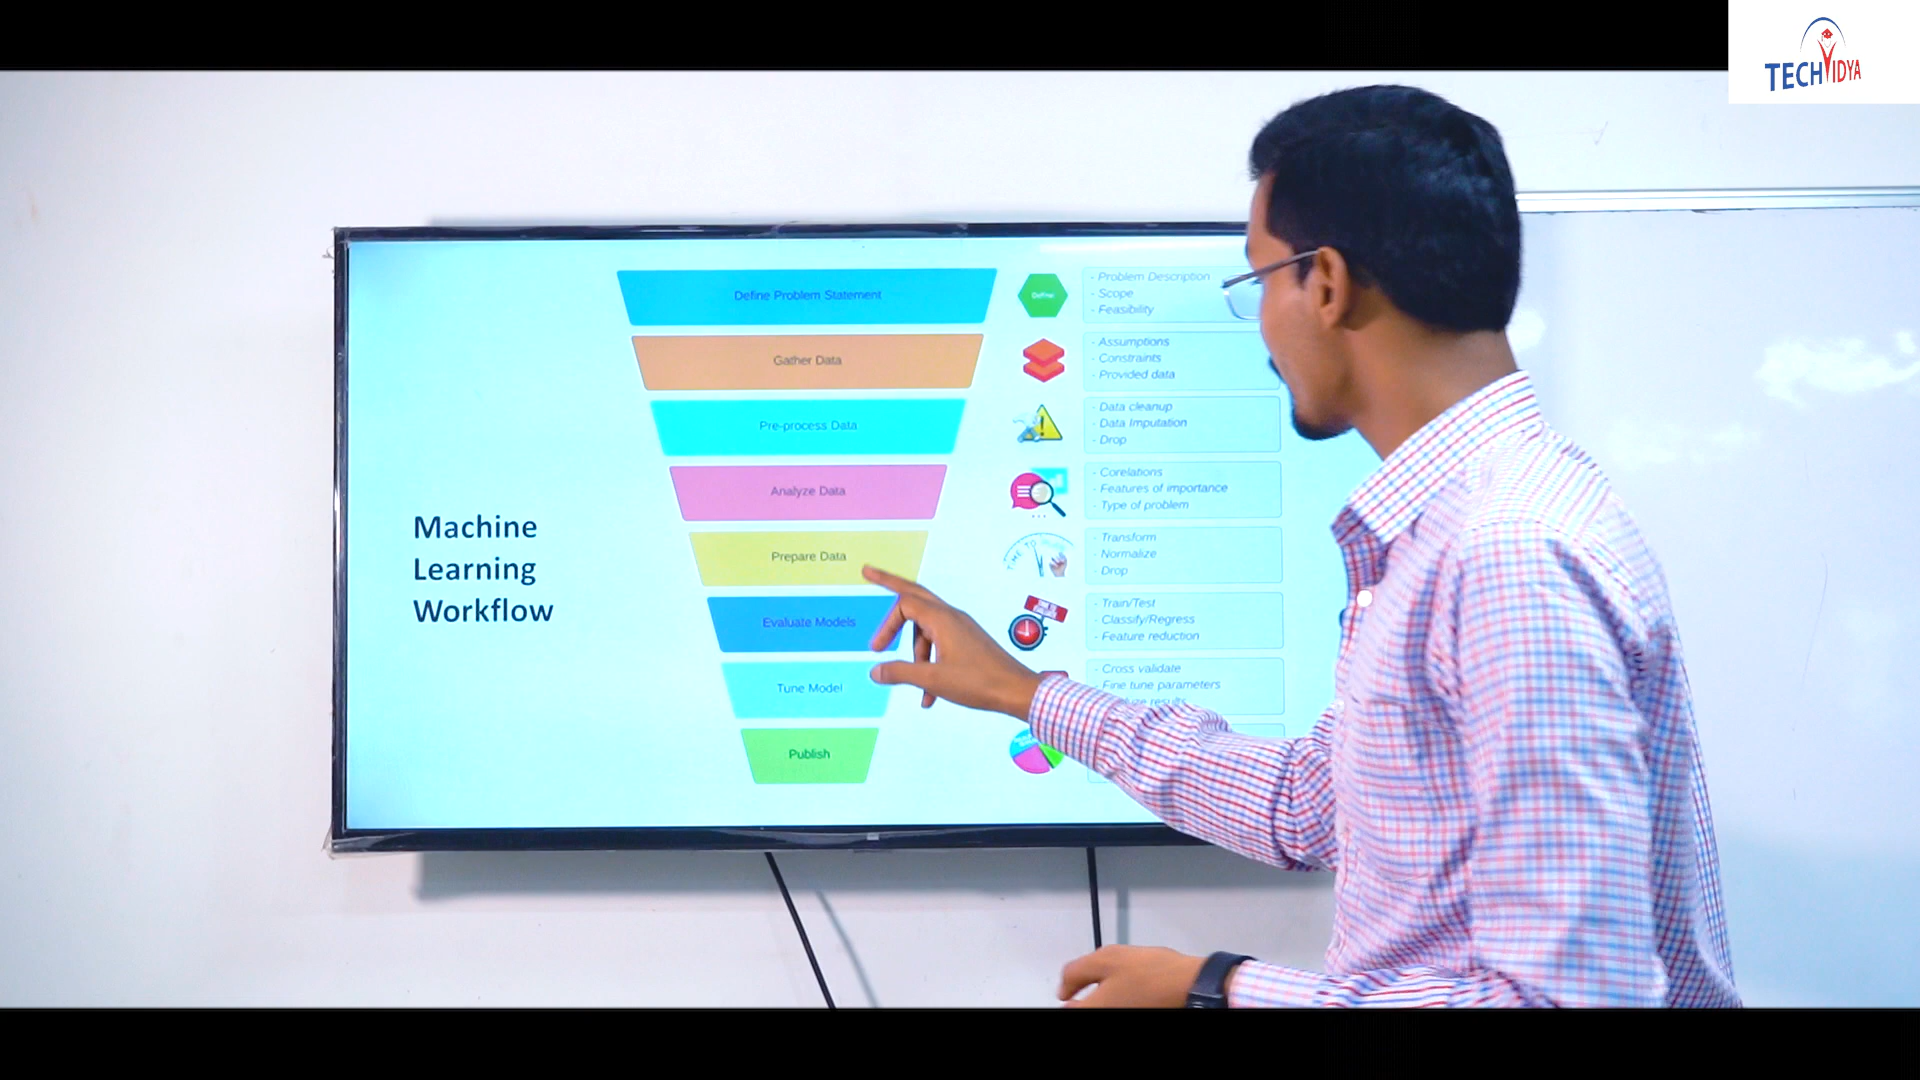 TECHVIDYA
Machine
Learning
Workflow
Define Problem Statement
Define
- Problem Description
- Scope
- Feasibility
Gather Data
- Assumptions
- Constraints
- Provided data
Pre-process Data
- Data cleanup
- Data Imputation
- Drop
Analyze Data
- Corelations
- Features of importance
- Type of problem
Prepare Data
- Transform
- Normalize
- Drop
Evaluate Models
- Train/Test
- Classify/Regress
- Feature reduction
Tune Model
- Cross validate
- Fine tune parameters
results
Publish